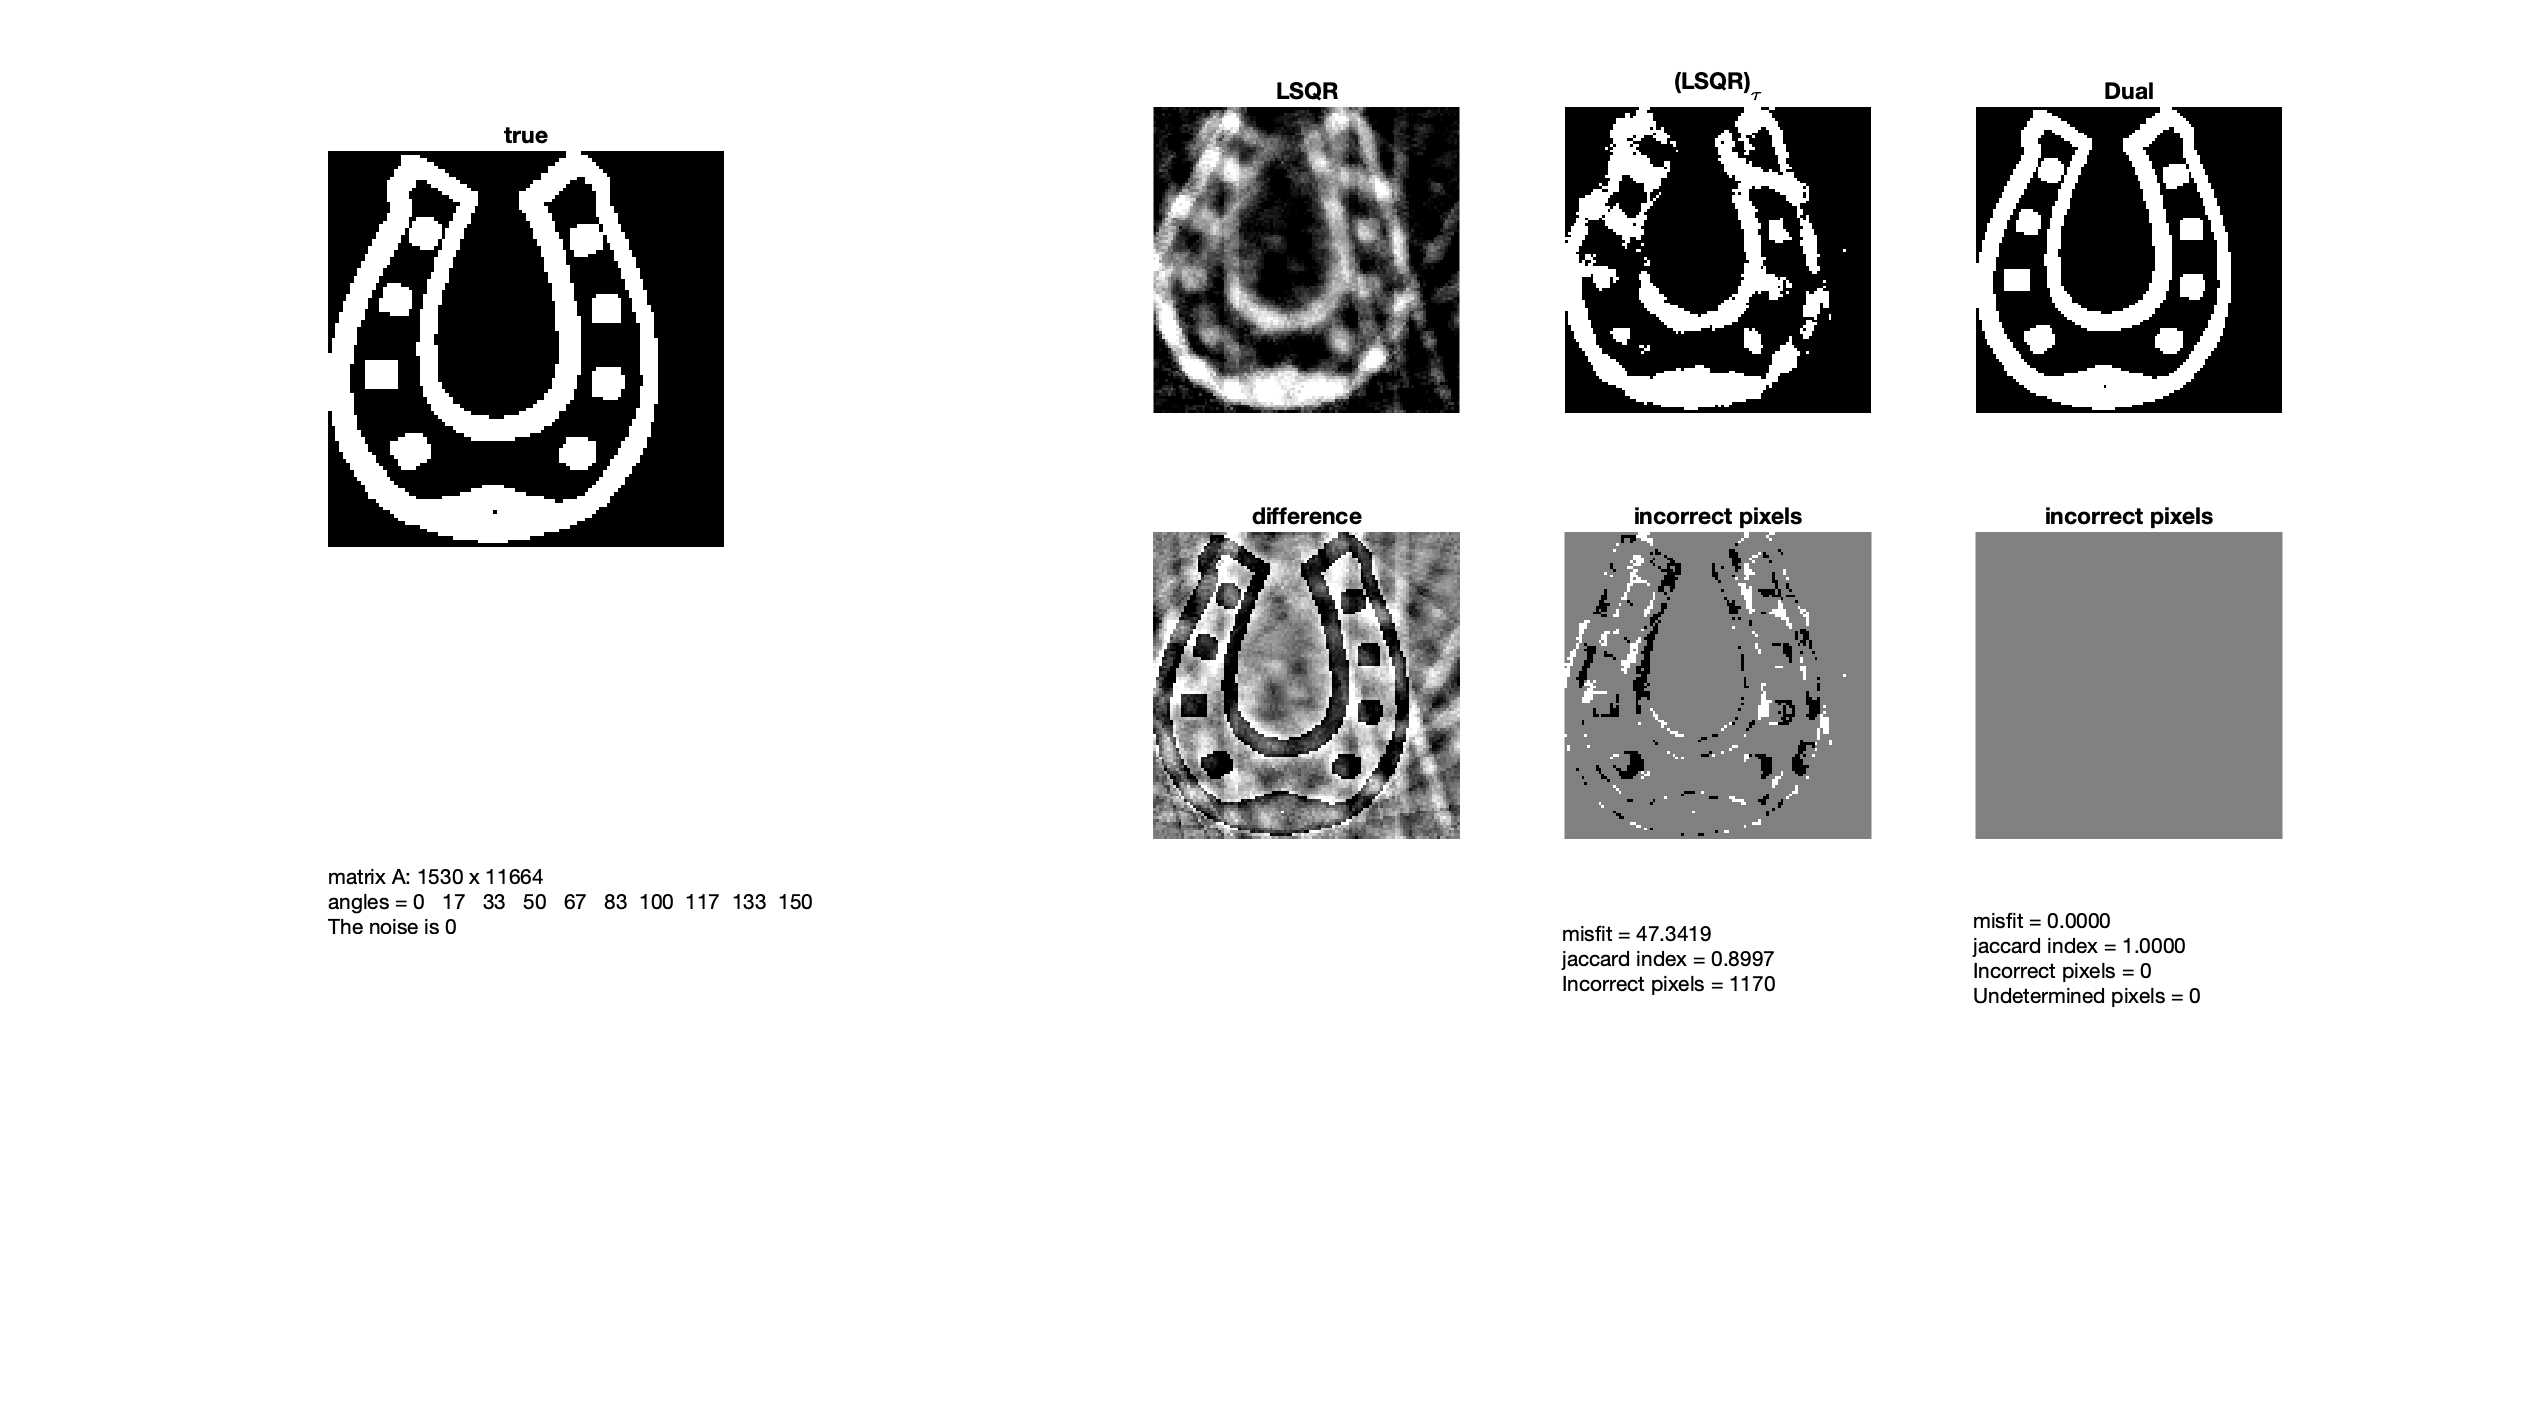 true
LSQR
(LSQR)τ
Dual
difference
incorrect pixels
incorrect pixels
matrix A: 1530 x 11664
angles = 0 17 33 50 67 83 100 117 133 150
The noise is 0
misfit = 47.3419
jaccard index = 0.8997
Incorrect pixels = 1170
misfit = 0.0000
jaccard index = 1.0000
Incorrect pixels = 0
Undetermined pixels = 0